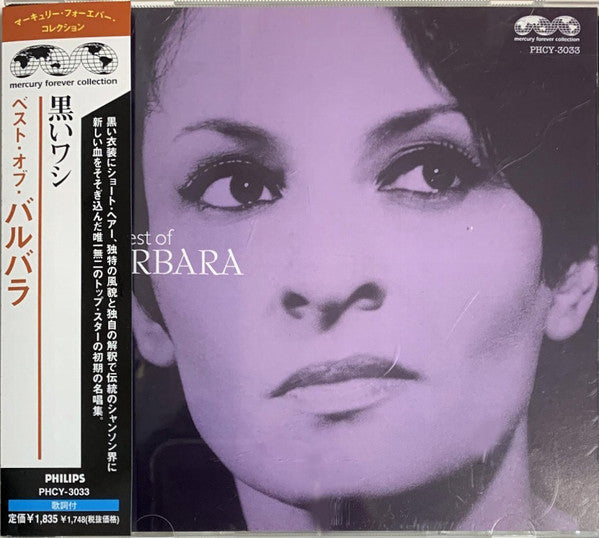 マーキュリー・フォーエバー・
コレクション
mercury forever collection
黒いワシ
ベスト・オブ・バルバラ
黒い衣装にショート・ヘアー、独特の風貌と独自の解釈で伝統のシャンソン界に
新しい血をそそぎ込んだ唯一無二のトップ・スターの初期の名唱集。
PHILIPS
PHCY-3033
歌詞付
定価¥1,835 ¥1,748(税抜価格)
mercury forever collection
PHCY-3033
est of
RBARA